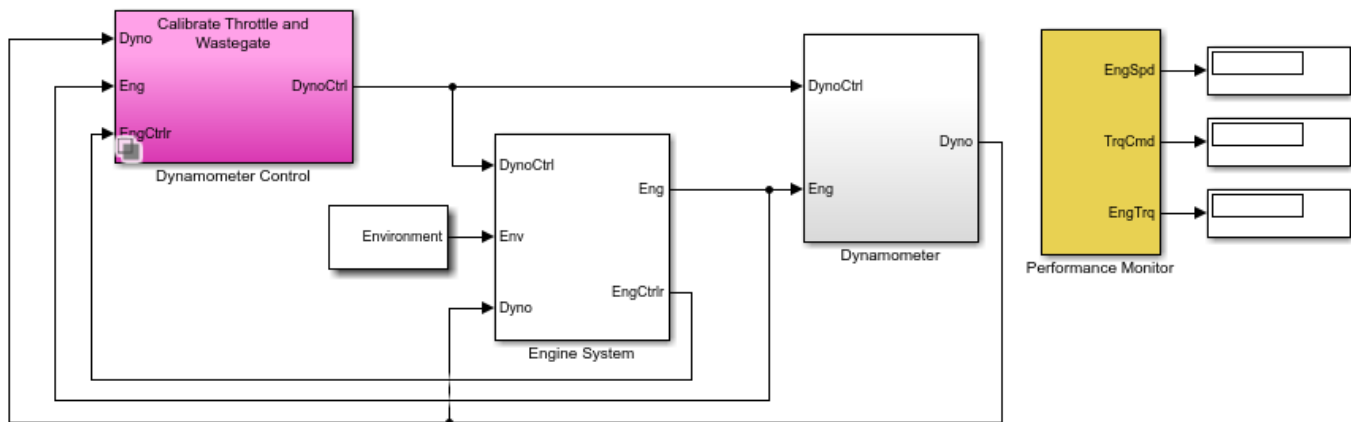 Calibrate Throttle and
Wastegate
Dyno
Eng
EngCtrlr
DynoCtrl
Dynamometer Control
Environment
DynoCtrl
Env
Dyno
Eng
EngCtrlr
Engine System
DynoCtrl
Eng
Dyno
Dynamometer
EngSpd
TrqCmd
EngTrq
Performance Monitor